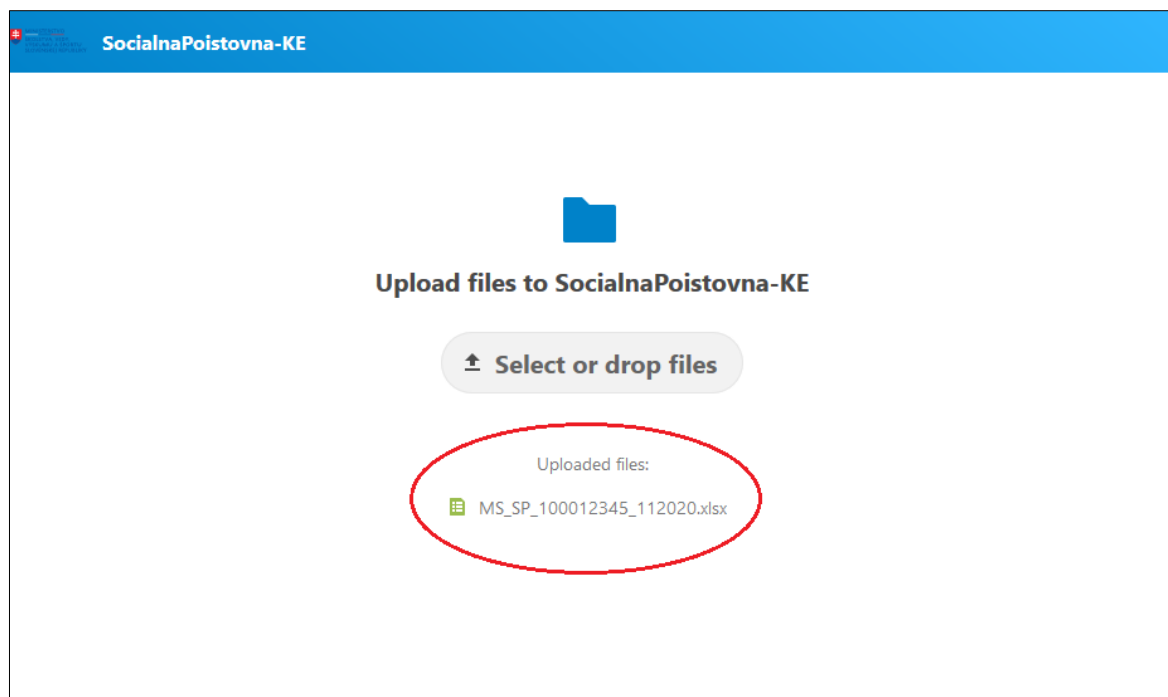 SocialnaPoistovna-KE
Upload files to SocialnaPoistovna-KE
Select or drop files
Uploaded files:
MS_SP_100012345_112020.xlsx